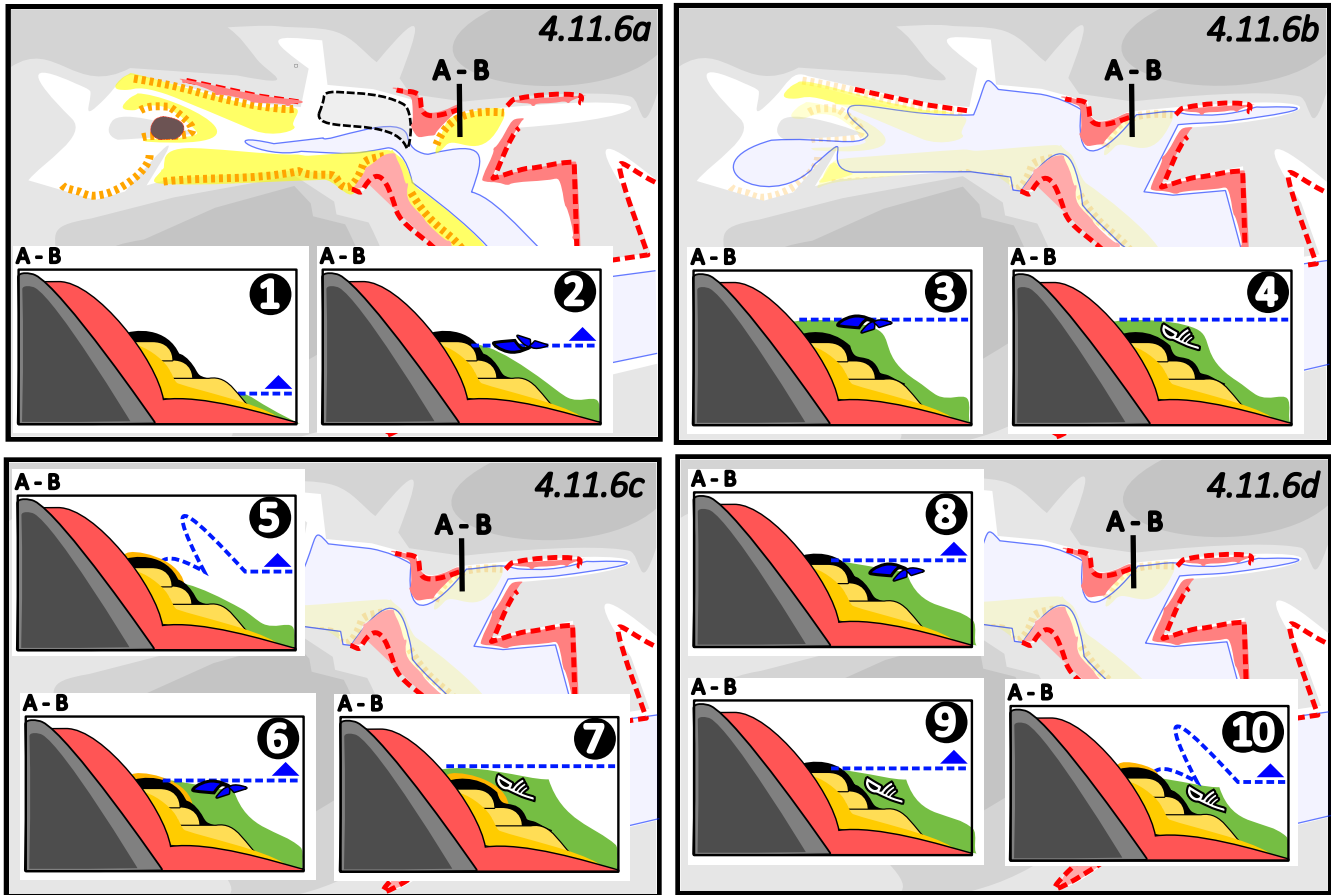 4.11.6a
A - B
A - B
1
A - B
2
4.11.6b
A - B
A - B
3
A - B
4
4.11.6c
A - B
A - B
5
A - B
6
A - B
7
4.11.6d
A - B
A - B
8
A - B
9
A - B
10